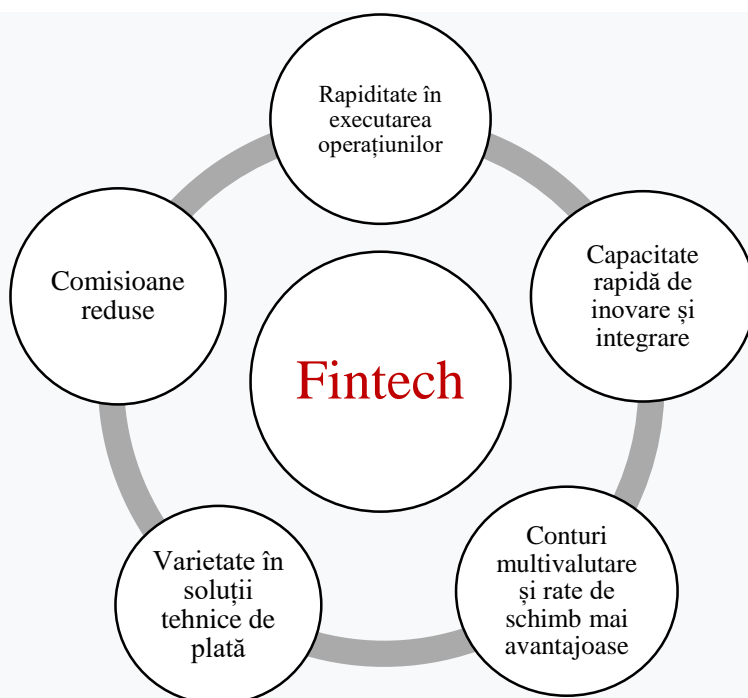 Rapiditate în
executarea
operațiunilor
Capacitate
rapidă de
inovare și
integrare
Conturi
multivalutare
și rate de
schimb mai
avantajoase
Varietate în
soluții
tehnice de
plată
Comisioane
reduse
Fintech